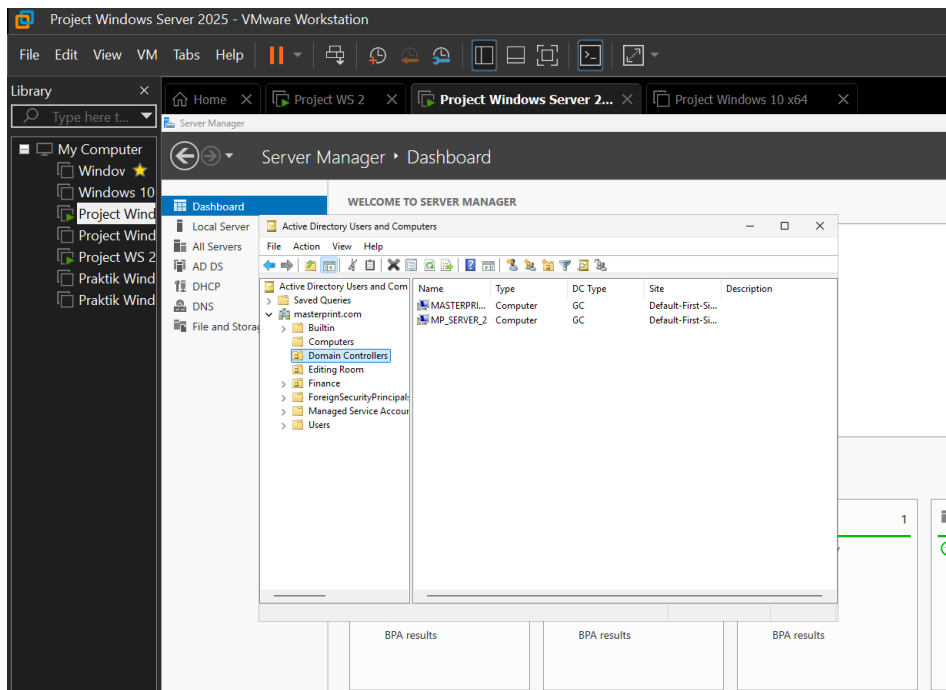 Project Windows Server 2025 - VMware Workstation
File Edit View VM Tabs Help
Library
Type here t...
My Computer
Windov
Windows 10
Project Wind
Project Wind
Project WS 2
Praktik Wind
Praktik Wind
Home
Project WS 2
Project Windows Server 2...
Project Windows 10 x64
Server Manager
Server Manager • Dashboard
Dashboard
Local Server
All Servers
AD DS
DHCP
DNS
File and Storag
WELCOME TO SERVER MANAGER
Active Directory Users and Computers
File Action View Help
Active Directory Users and Com
Saved Queries
masterprint.com
Builtin
Computers
Domain Controllers
Editing Room
Finance
ForeignSecurityPrincipals
Managed Service Accour
Users
Name Type DC Type Site Description
MASTERPRI... Computer GC Default-First-Si...
MP_SERVER_2 Computer GC Default-First-Si...
1
BPA results
BPA results
BPA results